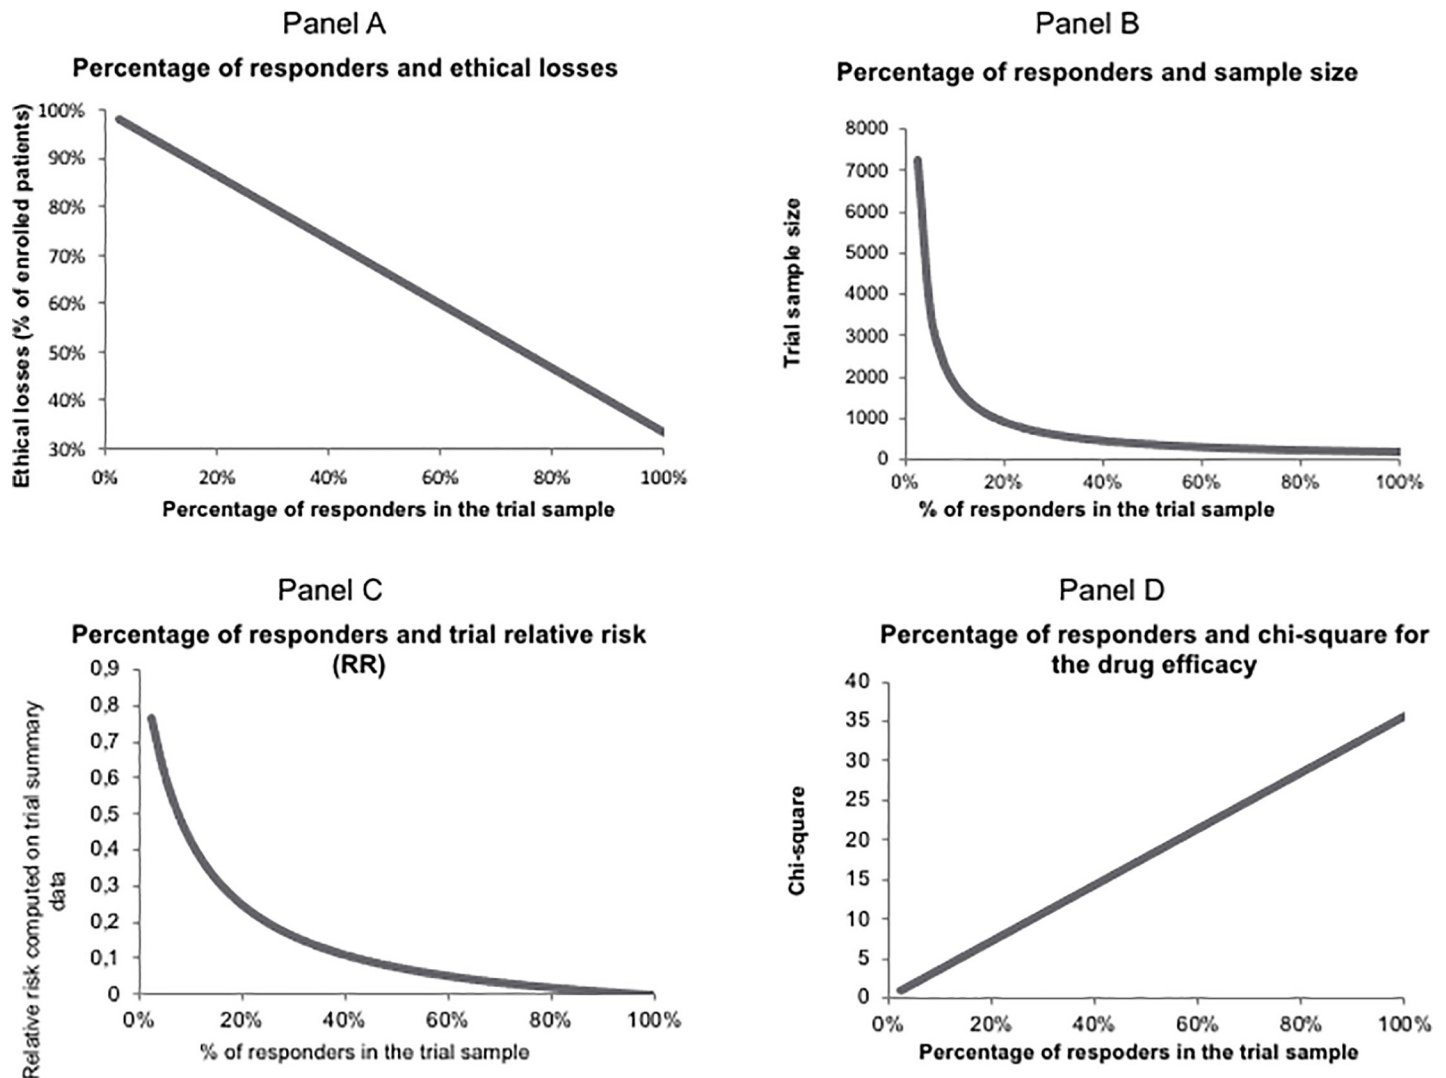 Panel A
Percentage of responders and ethical losses
Ethical losses (% of enrolled patients)
100%
90%
80%
70%
60%
50%
40%
30%
0% 20% 40% 60% 80% 100%
Percentage of responders in the trial sample
Panel B
Percentage of responders and sample size
Trial sample size
8000
7000
6000
5000
4000
3000
2000
1000
0
0% 20% 40% 60% 80% 100%
% of responders in the trial sample
Panel C
Percentage of responders and trial relative risk
(RR)
Relative risk computed on trial summary
data
0,9
0,8
0,7
0,6
0,5
0,4
0,3
0,2
0,1
0
0% 20% 40% 60% 80% 100%
% of responders in the trial sample
Panel D
Percentage of responders and chi-square for
the drug efficacy
Chi-square
40
35
30
25
20
15
10
5
0
0% 20% 40% 60% 80% 100%
Percentage of respoders in the trial sample